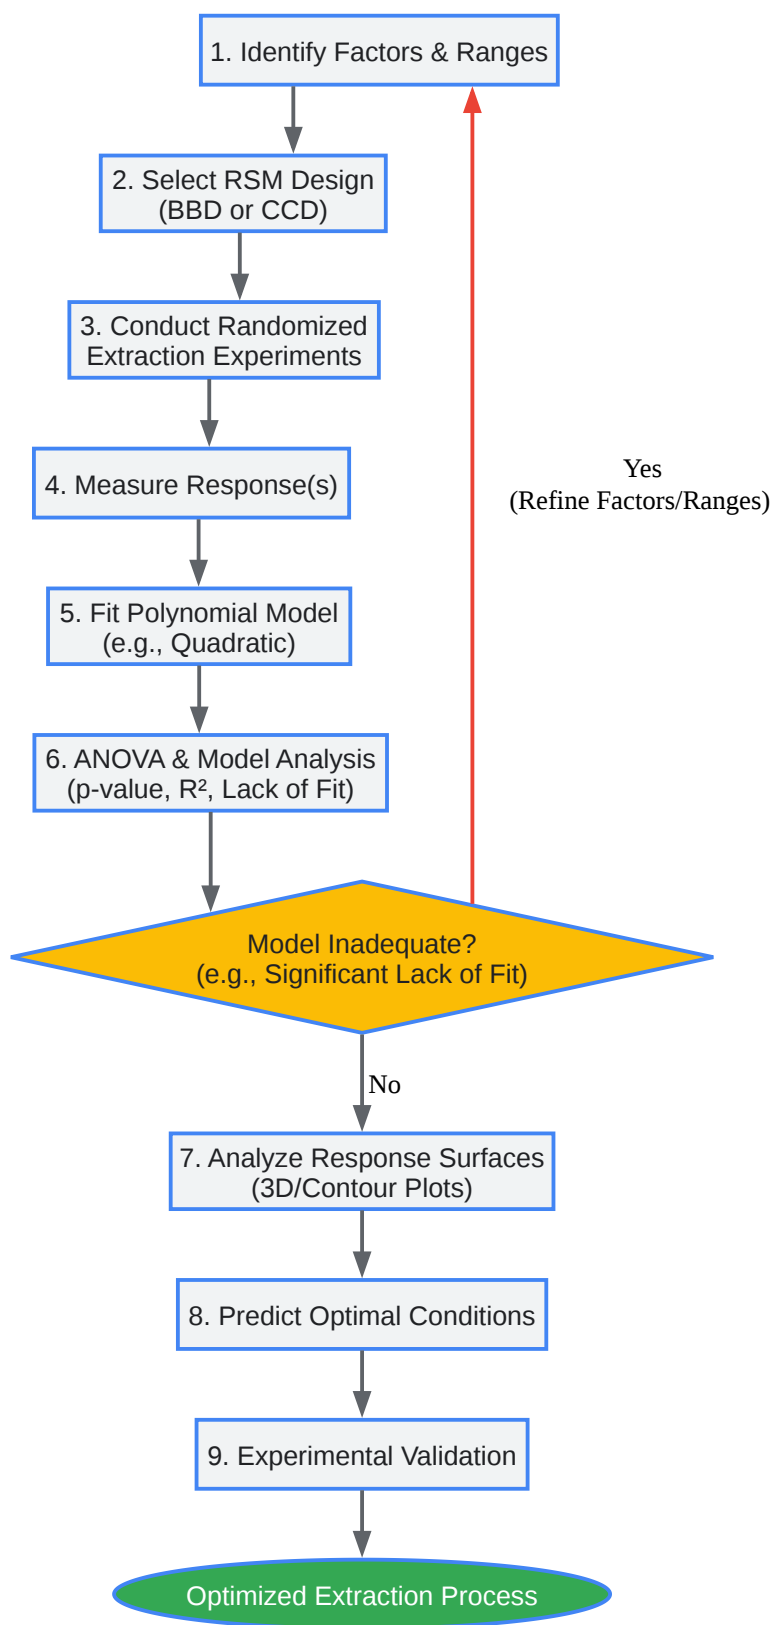 1. Identify Factors & Ranges
2. Select RSM Design
(BBD or CCD)
3. Conduct Randomized
Extraction Experiments
4. Measure Response(s)
Yes
(Refine Factors/Ranges)
5. Fit Polynomial Model
(e.g., Quadratic)
6. ANOVA & Model Analysis
(p-value, R², Lack of Fit)
Model Inadequate?
(e.g., Significant Lack of Fit)
No
7. Analyze Response Surfaces
(3D/Contour Plots)
8. Predict Optimal Conditions
9. Experimental Validation
Optimized Extraction Process